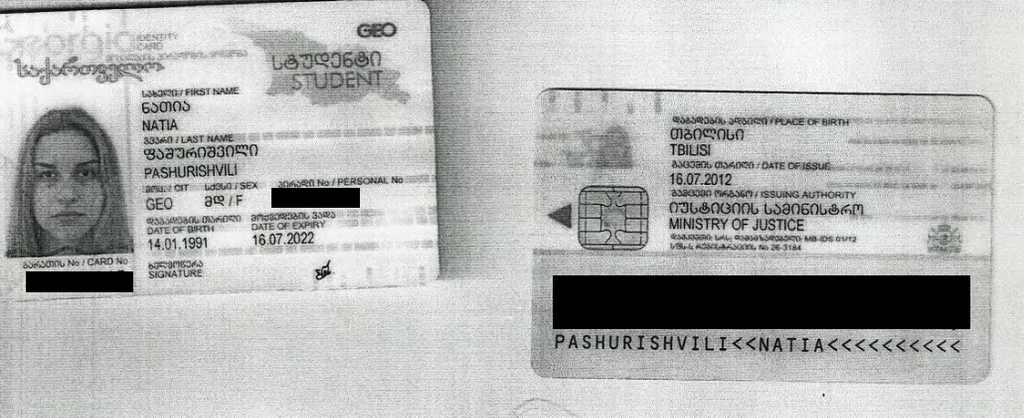 georgia
IDENTITY
CARD
საქართველო
GEO
სტუდენტი
STUDENT
სახელი / FIRST NAME
ნათია
NATIA
გვარი / LAST NAME
ფაშურიშვილი
PASHURISHVILI
მოქ. / CIT სქესი / SEX პირადი No / PERSONAL No
GEO მდ / F
დაბადების თარიღი მოქმედების ვადა
DATE OF BIRTH DATE OF EXPIRY
14.01.1991 16.07.2022
ბარათის No / CARD No
ხელმოწერა
SIGNATURE
დაბადების ადგილი / PLACE OF BIRTH
თბილისი
TBILISI
გაცემის თარიღი / DATE OF ISSUE
16.07.2012
გამცემი ორგანო / ISSUING AUTHORITY
იუსტიციის სამინისტრო
MINISTRY OF JUSTICE
PASHURISHVILI<<NATIA<<<<<<<<<<